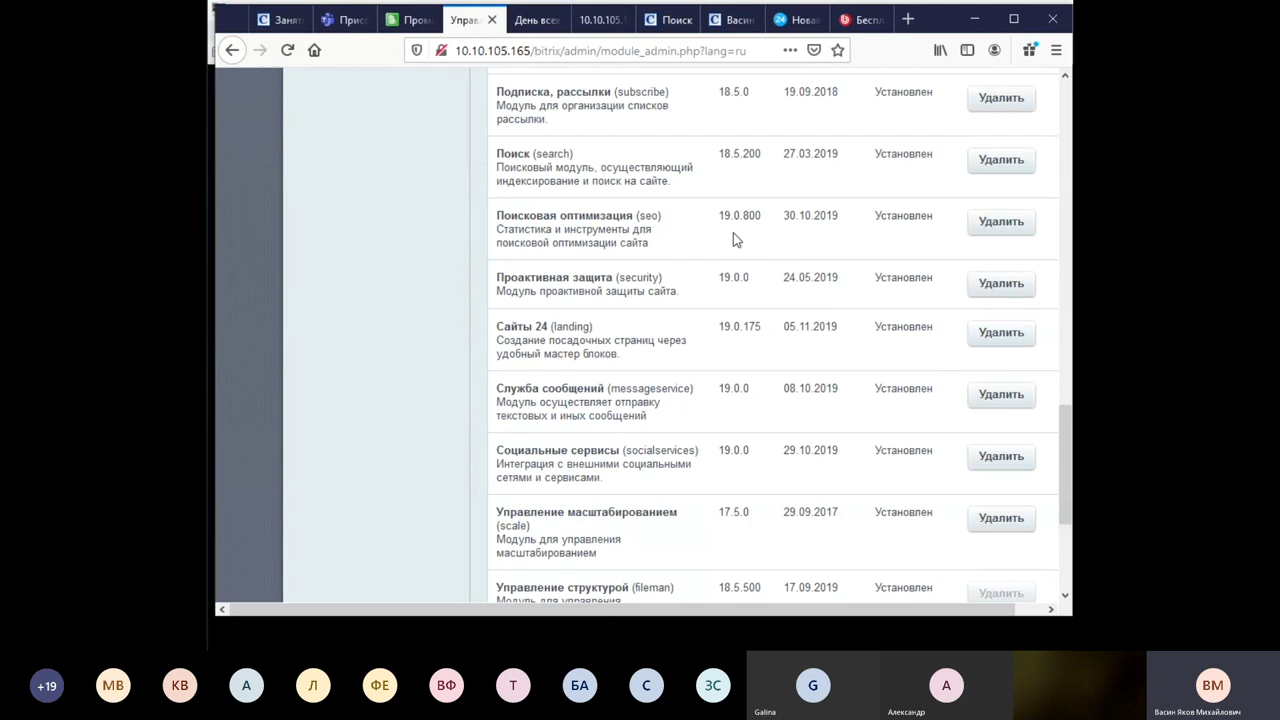 Занят
Присе
Пром
Управл
День всех
10.10.105.
Поиск
Васин
Новая
Беспл
10.10.105.165/bitrix/admin/module_admin.php?lang=ru
Подписка, рассылки (subscribe) 18.5.0 19.09.2018 Установлен Удалить
Модуль для организации списков
рассылки.
Поиск (search) 18.5.200 27.03.2019 Установлен Удалить
Поисковый модуль, осуществляющий
индексирование и поиск на сайте.
Поисковая оптимизация (seo) 19.0.800 30.10.2019 Установлен Удалить
Статистика и инструменты для
поисковой оптимизации сайта
Проактивная защита (security) 19.0.0 24.05.2019 Установлен Удалить
Модуль проактивной защиты сайта.
Сайты 24 (landing) 19.0.175 05.11.2019 Установлен Удалить
Создание посадочных страниц через
удобный мастер блоков.
Служба сообщений (messageservice) 19.0.0 08.10.2019 Установлен Удалить
Модуль осуществляет отправку
текстовых и иных сообщений
Социальные сервисы (socialservices) 19.0.0 29.10.2019 Установлен Удалить
Интеграция с внешними социальными
сетями и сервисами.
Управление масштабированием 17.5.0 29.09.2017 Установлен Удалить
(scale)
Модуль для управления
масштабированием
Управление структурой (fileman) 18.5.500 17.09.2019 Установлен Удалить
Модуль для управления
+19 МВ КВ А Л ФЕ ВФ Т БА С ЗС G А ВМ
Galina Александр Васин Яков Михайлович